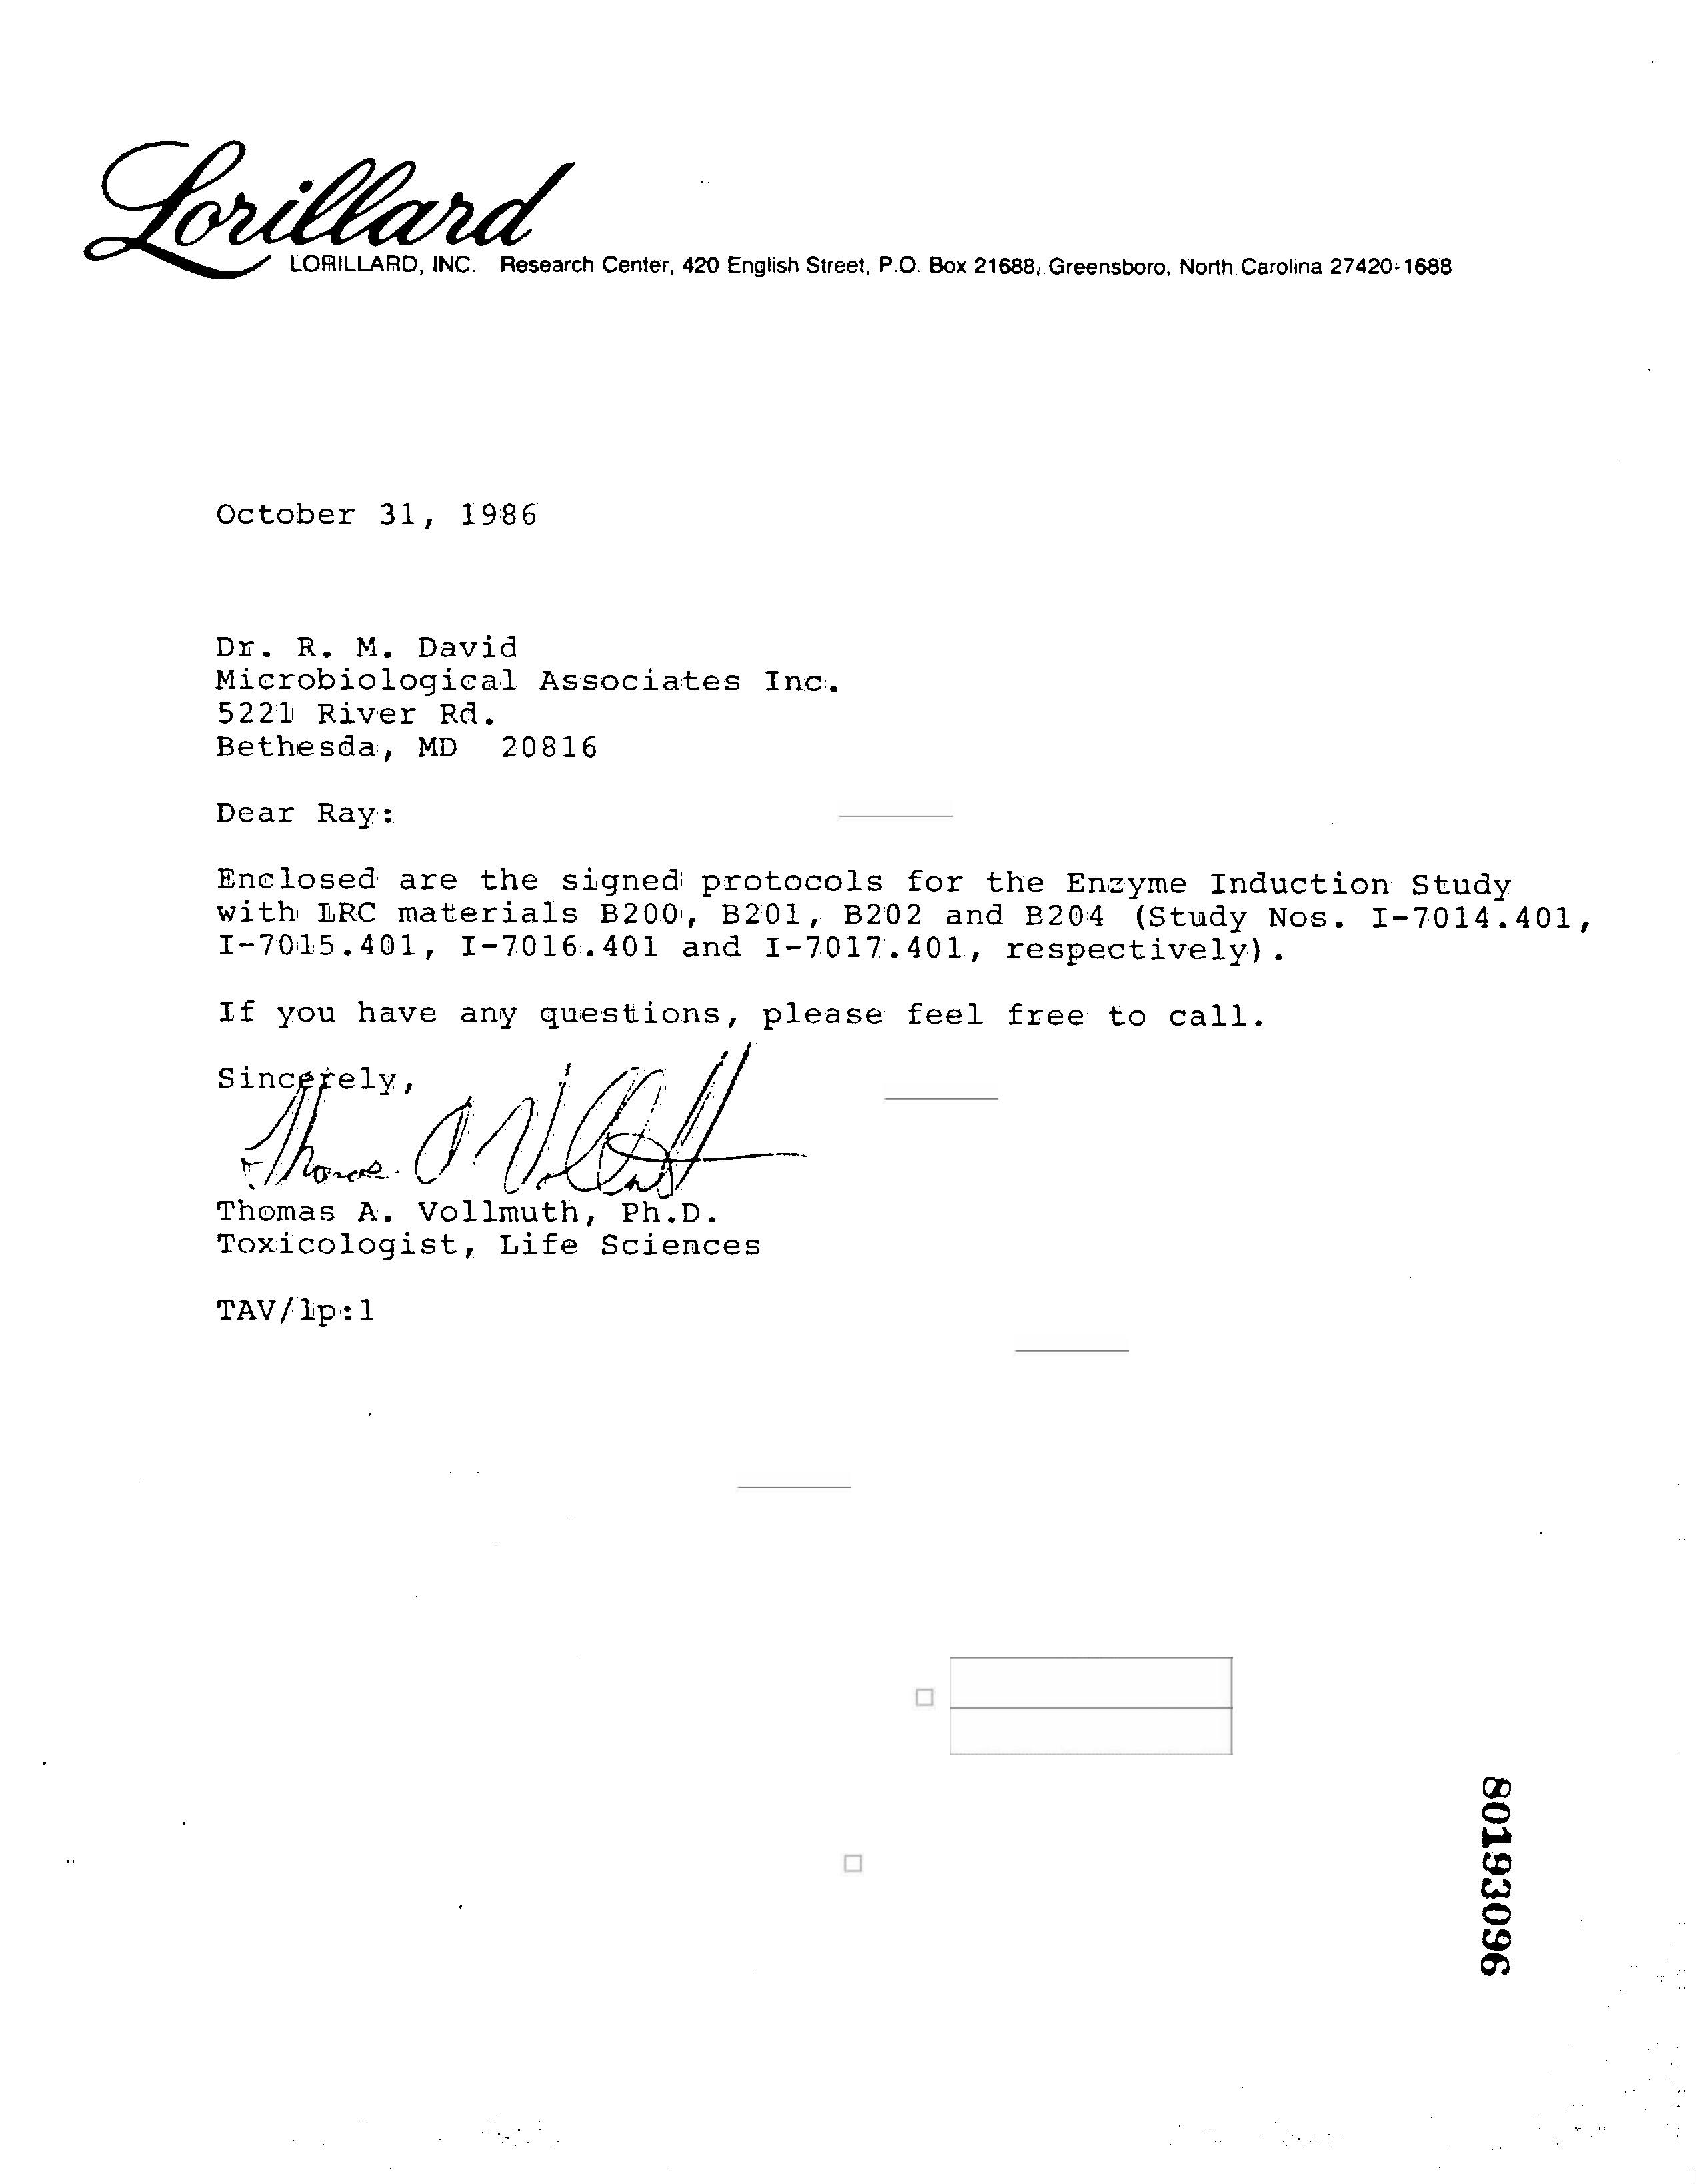 Lorillard
LORILLARD, INC. Research Center, 420 English Street, P.O. Box 21688, Greensboro, North Carolina 27420-1688
October 31, 1986
Dr. R. M. David
Microbiological Associates Inc.
5221 River Rd.
Bethesda, MD 20816
Dear Ray:
Enclosed are the signed protocols for the Enzyme Induction Study
with LRC materials B200, B201, B202 and B204 (Study Nos. I-7014.401,
I-7015.401, I-7016.401 and I-7017.401, respectively).
If you have any questions, please feel free to call.
Sincerely,
Thomas A Vollmuth
Thomas A. Vollmuth, Ph.D.
Toxicologist, Life Sciences
TAV/lp:1
80193096